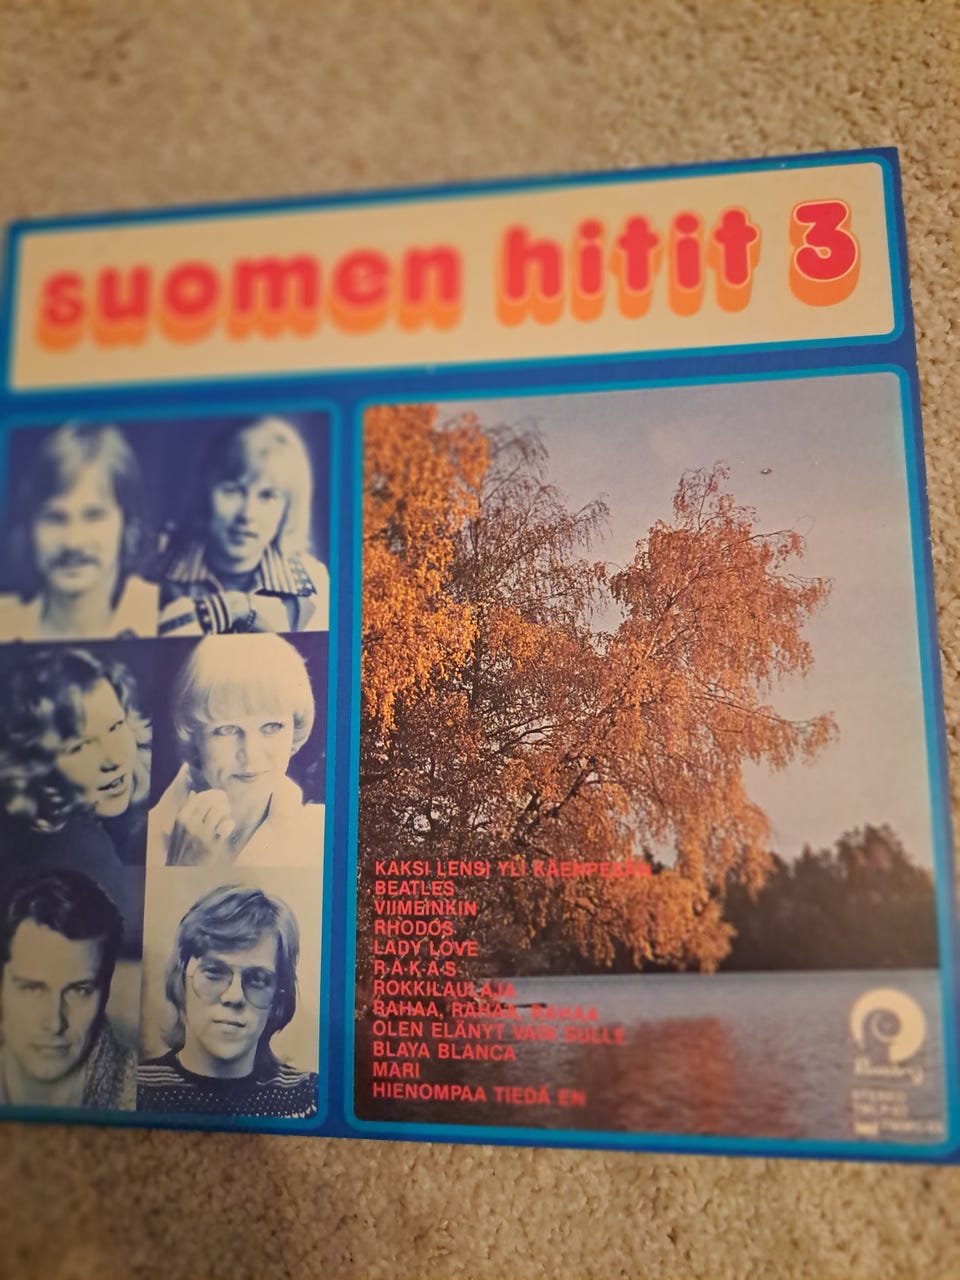 suomen hitit 3
KAKSI LENSI YLI KÄENPESÄN
BEATLES
VIIMEINKIN
RHODOS
LADY LOVE
R-A-K-A-S
ROKKILAULAJA
RAHAA, RAHAA, RAHAA
OLEN ELÄNYT VAIN SULLE
BLAYA BLANCA
MARI
HIENOMPAA TIEDÄ EN
STEREO